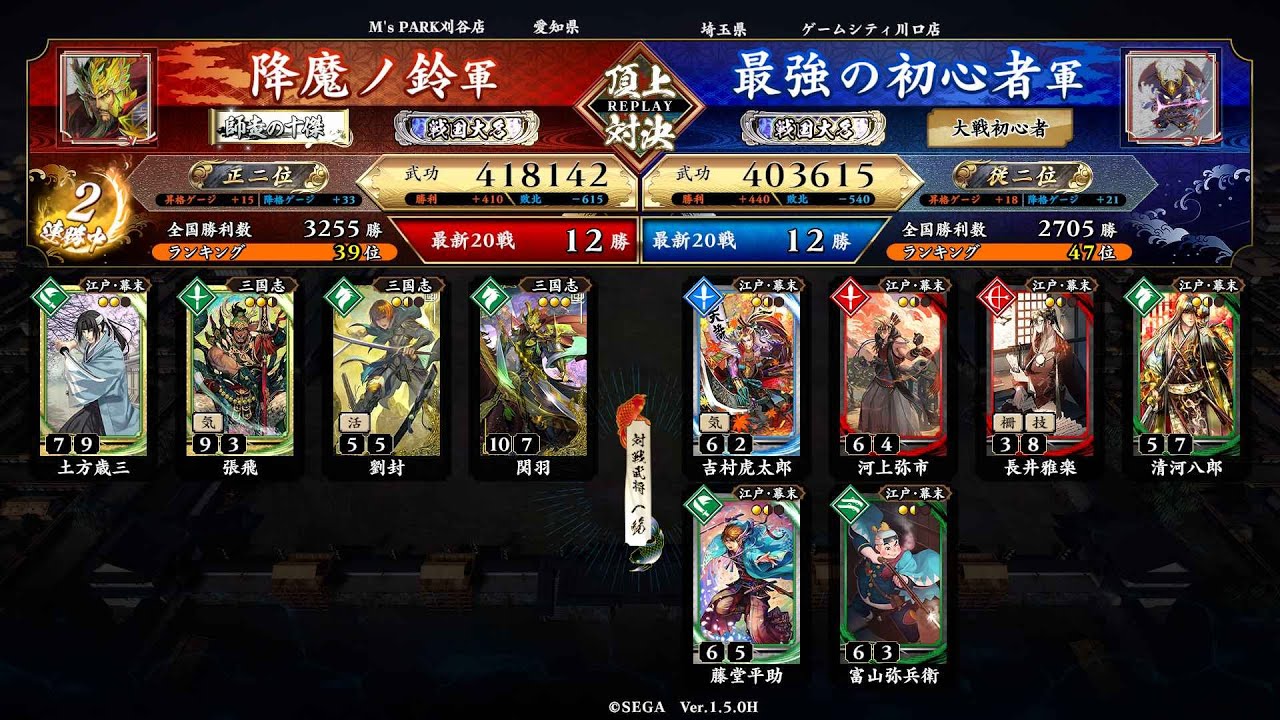 M's PARK刈谷店 愛知県
埼玉県 ゲームシティ川口店
降魔ノ鈴軍
頂上
REPLAY
対決
最強の初心者軍
戦国大名
戦国大名
大戦初心者
正二位
武功 418142
武功 403615
従二位
昇格ゲージ +15 降格ゲージ +33
勝利 +410 敗北 -615
勝利 +440 敗北 -540
昇格ゲージ +18 降格ゲージ +21
2
連勝中
全国勝利数 3255勝
最新20戦 12勝
最新20戦 12勝
全国勝利数 2705勝
ランキング 39位
ランキング 47位
江戸・幕末
三国志
三国志
三国志
江戸・幕末
江戸・幕末
江戸・幕末
江戸・幕末
気
活
気
柵 技
7 9
9 3
5 5
10 7
6 2
6 4
3 8
5 7
土方歳三
張飛
劉封
関羽
吉村虎太郎
河上弥市
長井雅楽
清河八郎
対戦武将一覧
江戸・幕末
江戸・幕末
6 5
6 3
藤堂平助
富山弥兵衛
©SEGA Ver.1.5.0H